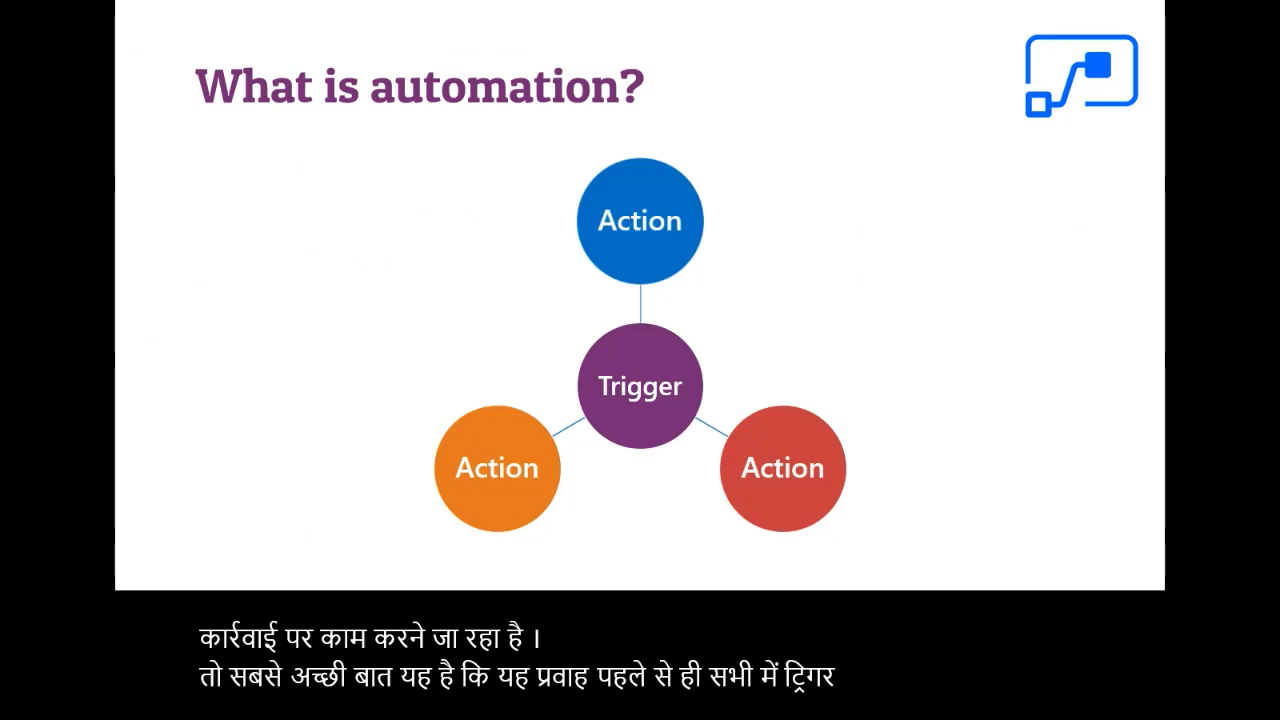 What is automation?
Action
Trigger
Action
Action
कार्रवाई पर काम करने जा रहा है ।
तो सबसे अच्छी बात यह है कि यह प्रवाह पहले से ही सभी में ट्रिगर